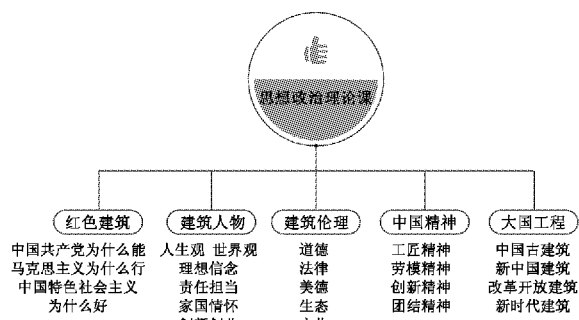 思想政治理论课
红色建筑 建筑人物 建筑伦理 中国精神 大国工程
中国共产党为什么能 人生观 世界观 道德 工匠精神 中国古建筑
马克思主义为什么行 理想信念 法律 劳模精神 新中国建筑
中国特色社会主义 责任担当 美德 创新精神 改革开放建筑
为什么好 家国情怀 生态 团结精神 新时代建筑